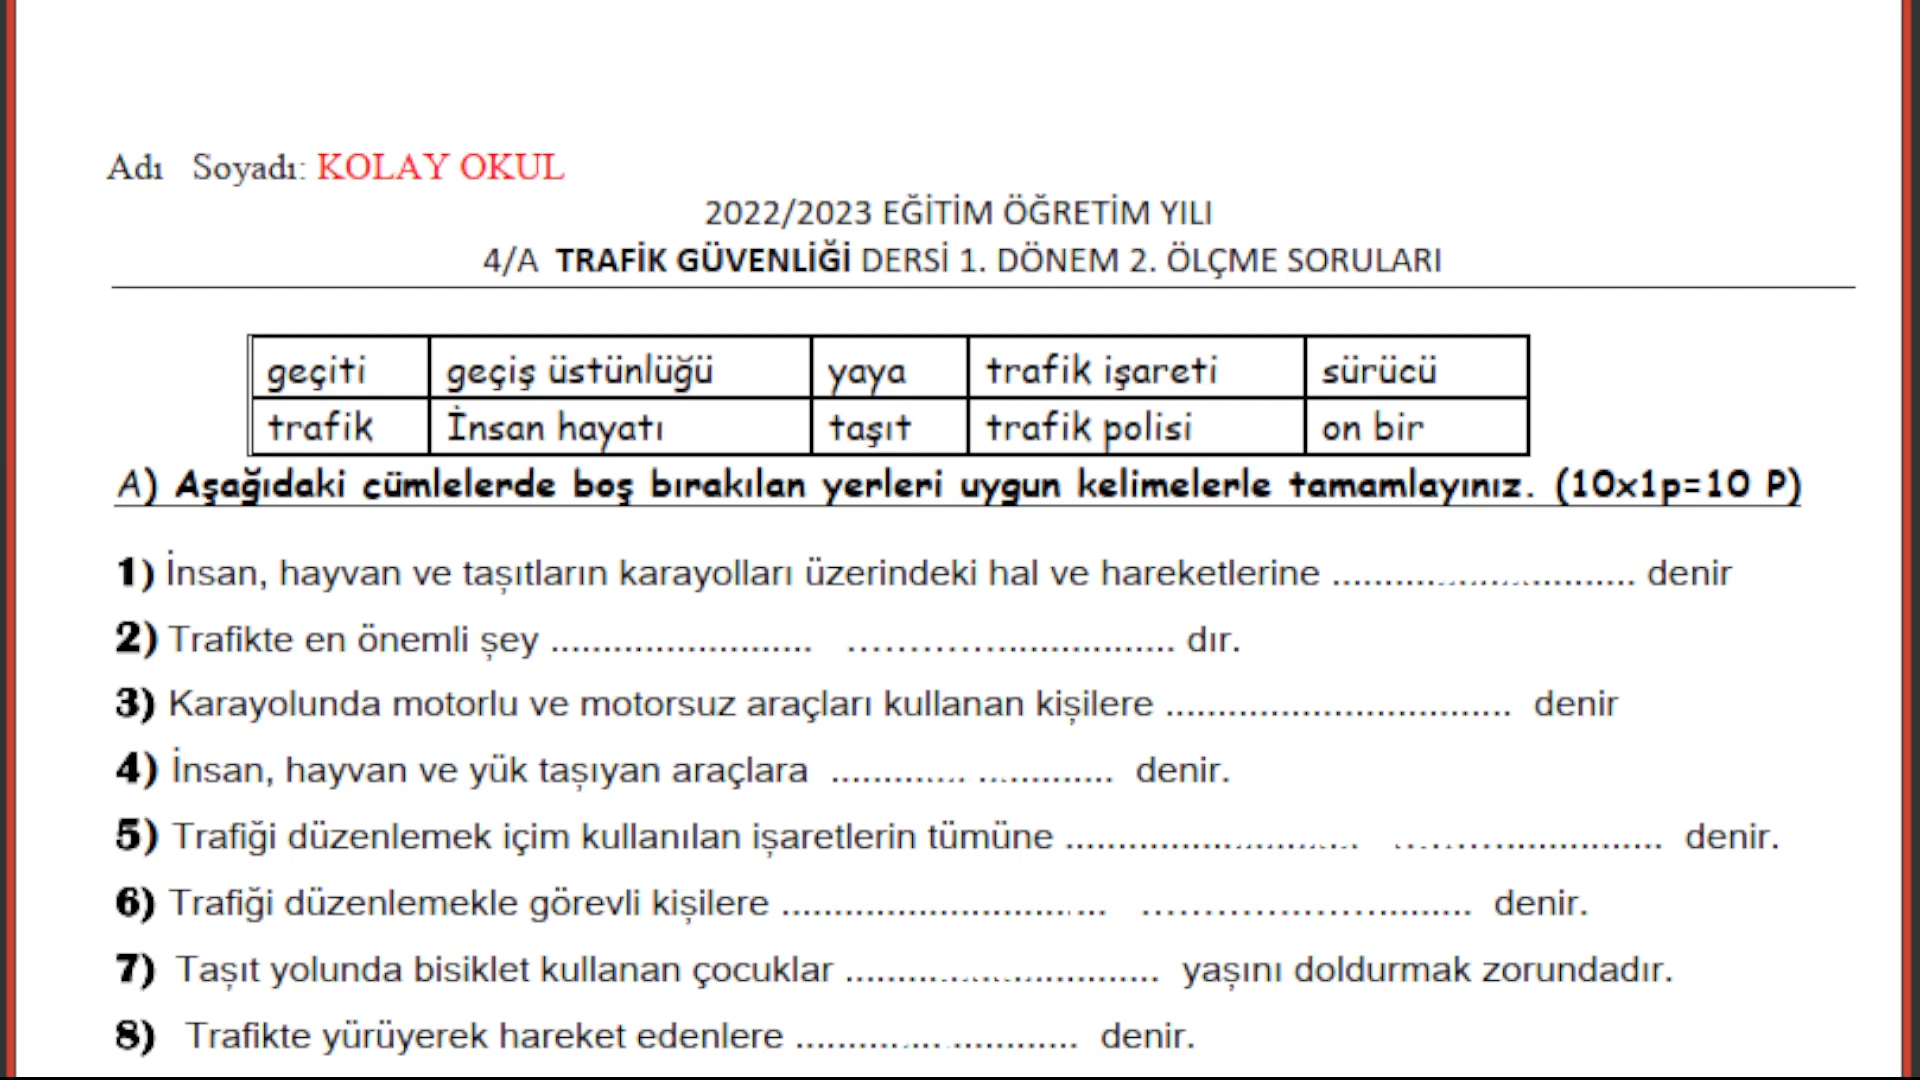 Adı Soyadı: KOLAY OKUL
2022/2023 EĞİTİM ÖĞRETİM YILI
4/A TRAFİK GÜVENLİĞİ DERSİ 1. DÖNEM 2. ÖLÇME SORULARI
geçiti geçiş üstünlüğü yaya trafik işareti sürücü
trafik İnsan hayatı taşıt trafik polisi on bir
A) Aşağıdaki cümlelerde boş bırakılan yerleri uygun kelimelerle tamamlayınız. (10x1p=10 P)
1) İnsan, hayvan ve taşıtların karayolları üzerindeki hal ve hareketlerine ............................. denir
2) Trafikte en önemli şey ......................... ............................... dır.
3) Karayolunda motorlu ve motorsuz araçları kullanan kişilere ................................. denir
4) İnsan, hayvan ve yük taşıyan araçlara ............. ............. denir.
5) Trafiği düzenlemek içim kullanılan işaretlerin tümüne ............................ .......................... denir.
6) Trafiği düzenlemekle görevli kişilere ............................... ............................ denir.
7) Taşıt yolunda bisiklet kullanan çocuklar .............................. yaşını doldurmak zorundadır.
8) Trafikte yürüyerek hareket edenlere ........................... denir.